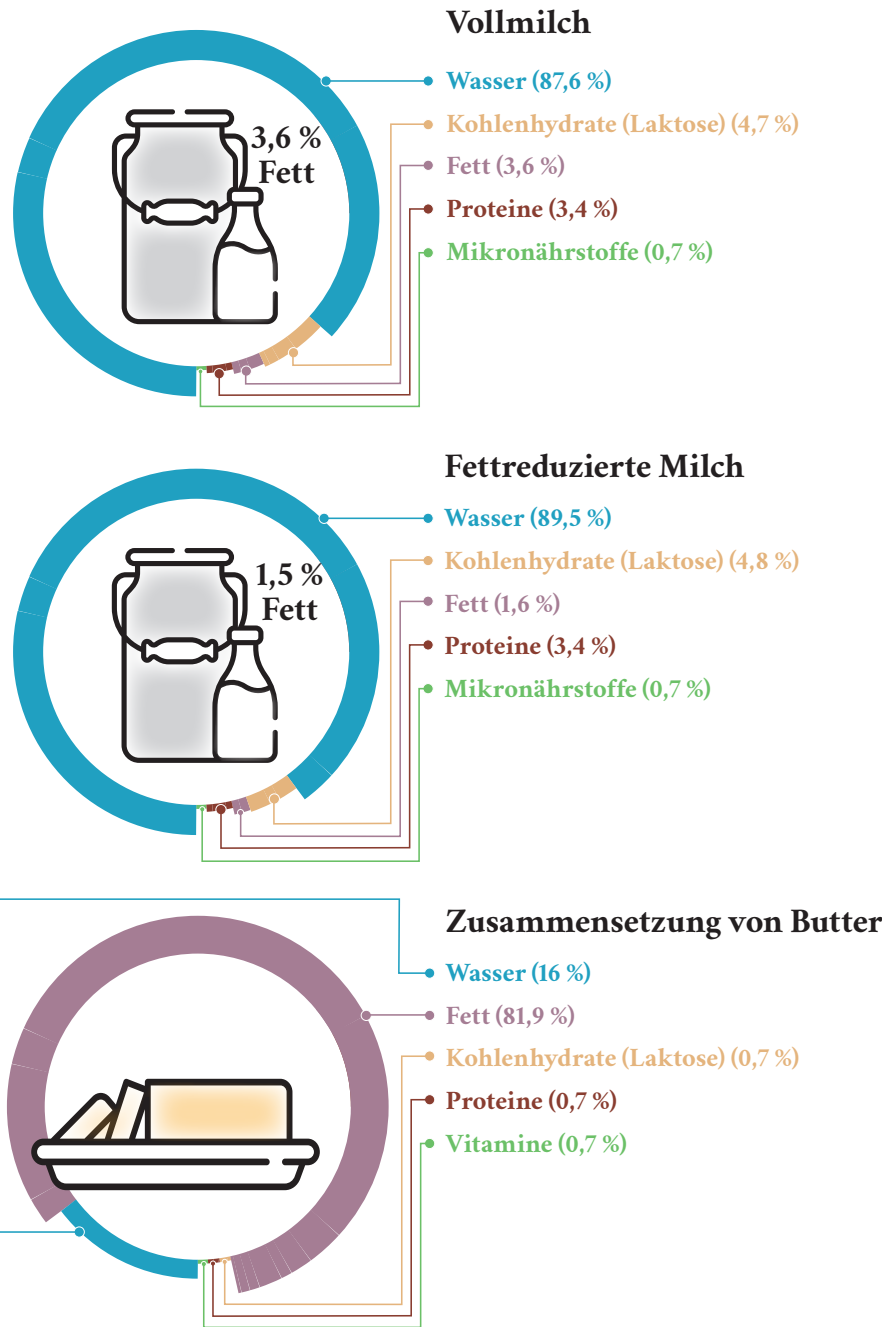 Vollmilch
Wasser (87,6 %)
Kohlenhydrate (Laktose) (4,7 %)
Fett (3,6 %)
Proteine (3,4 %)
Mikronährstoffe (0,7 %)
3,6 %
Fett
Fettreduzierte Milch
Wasser (89,5 %)
Kohlenhydrate (Laktose) (4,8 %)
Fett (1,6 %)
Proteine (3,4 %)
Mikronährstoffe (0,7 %)
1,5 %
Fett
Zusammensetzung von Butter
Wasser (16 %)
Fett (81,9 %)
Kohlenhydrate (Laktose) (0,7 %)
Proteine (0,7 %)
Vitamine (0,7 %)